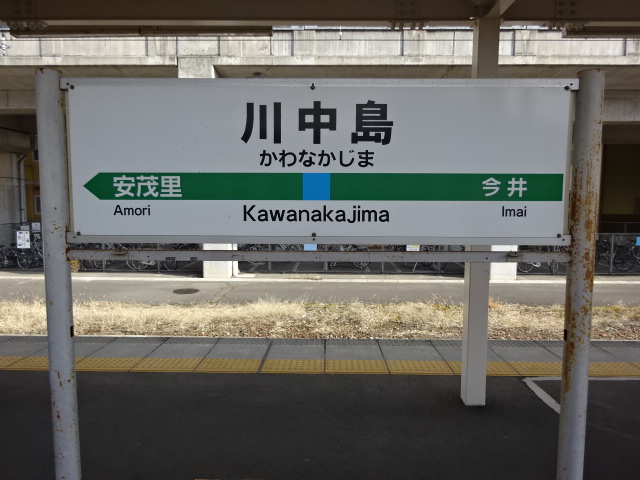 川中島
かわなかじま
安茂里 今井
Amori Kawanakajima Imai